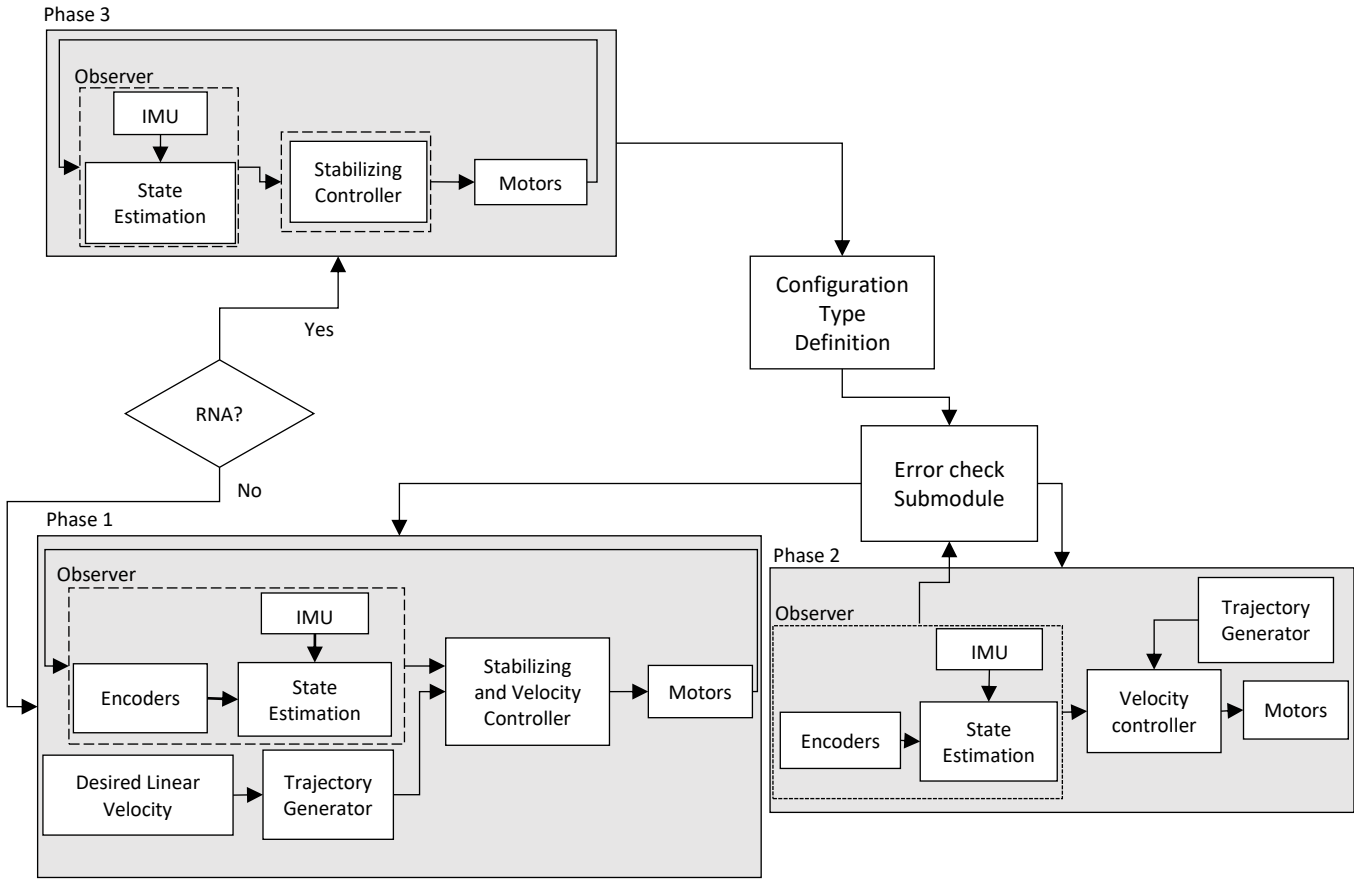 Phase 3
Observer
IMU
State
Estimation
Stabilizing
Controller
Motors
Configuration
Type
Definition
Yes
RNA?
No
Error check
Submodule
Phase 1
Observer
IMU
Encoders
State
Estimation
Stabilizing
and Velocity
Controller
Motors
Desired Linear
Velocity
Trajectory
Generator
Phase 2
Observer
IMU
Encoders
State
Estimation
Trajectory
Generator
Velocity
controller
Motors